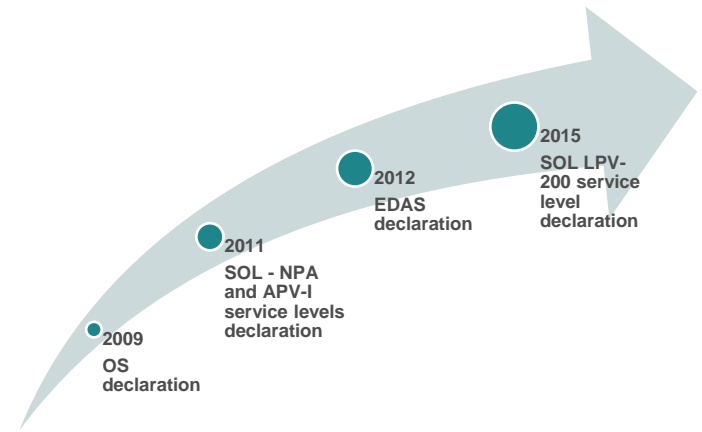 2009
OS
declaration
2011
SOL - NPA
and APV-I
service levels
declaration
2012
EDAS
declaration
2015
SOL LPV-
200 service
level
declaration